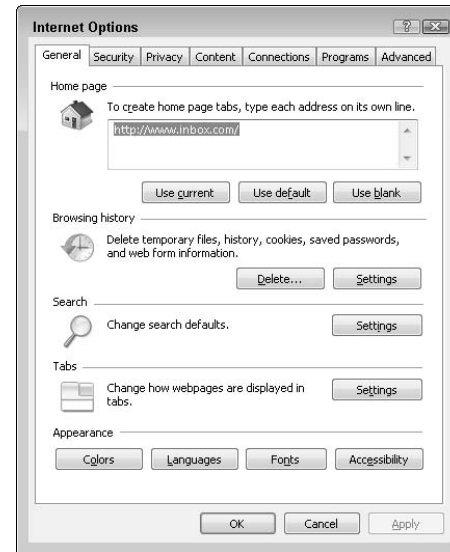 Internet Options
General Security Privacy Content Connections Programs Advanced
Home page
To create home page tabs, type each address on its own line.
http://www.inbox.com/
Use current Use default Use blank
Browsing history
Delete temporary files, history, cookies, saved passwords,
and web form information.
Delete... Settings
Search
Change search defaults.
Settings
Tabs
Change how webpages are displayed in
tabs.
Settings
Appearance
Colors Languages Fonts Accessibility
OK Cancel Apply